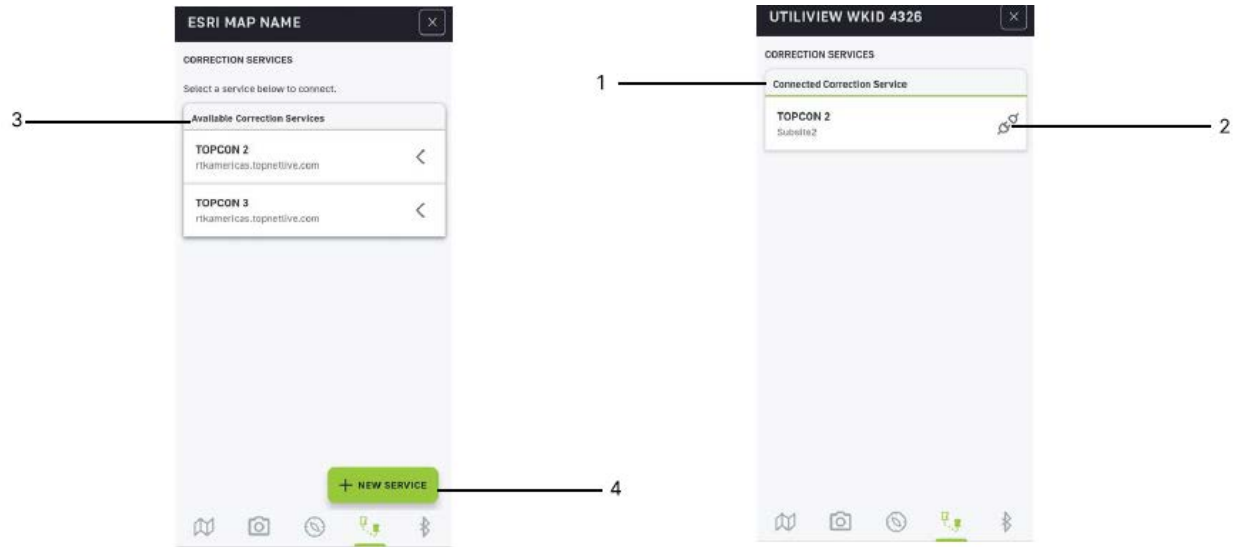 ESRI MAP NAME
CORRECTION SERVICES
Select a service below to connect.
3
Available Correction Services
TOPCON 2
rtkamericas.topnetlive.com
TOPCON 3
rtkamericas.topnetlive.com
+ NEW SERVICE
4
UTILIVIEW WKID 4326
CORRECTION SERVICES
1
Connected Correction Service
TOPCON 2
Subsite2
2